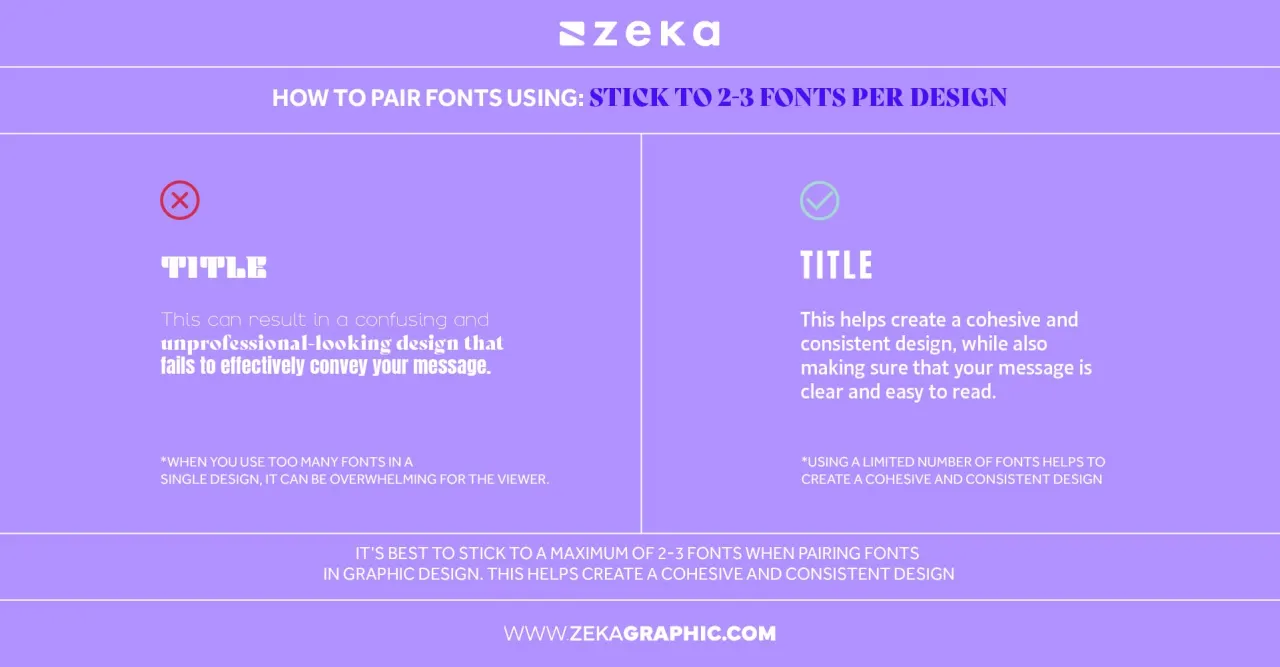 zeka
HOW TO PAIR FONTS USING: STICK TO 2-3 FONTS PER DESIGN
TITLE
This can result in a confusing and
unprofessional-looking design that
fails to effectively convey your message.
*WHEN YOU USE TOO MANY FONTS IN A
SINGLE DESIGN, IT CAN BE OVERWHELMING FOR THE VIEWER.
TITLE
This helps create a cohesive and
consistent design, while also
making sure that your message is
clear and easy to read.
*USING A LIMITED NUMBER OF FONTS HELPS TO
CREATE A COHESIVE AND CONSISTENT DESIGN
IT'S BEST TO STICK TO A MAXIMUM OF 2-3 FONTS WHEN PAIRING FONTS
IN GRAPHIC DESIGN. THIS HELPS CREATE A COHESIVE AND CONSISTENT DESIGN
WWW.ZEKAGRAPHIC.COM